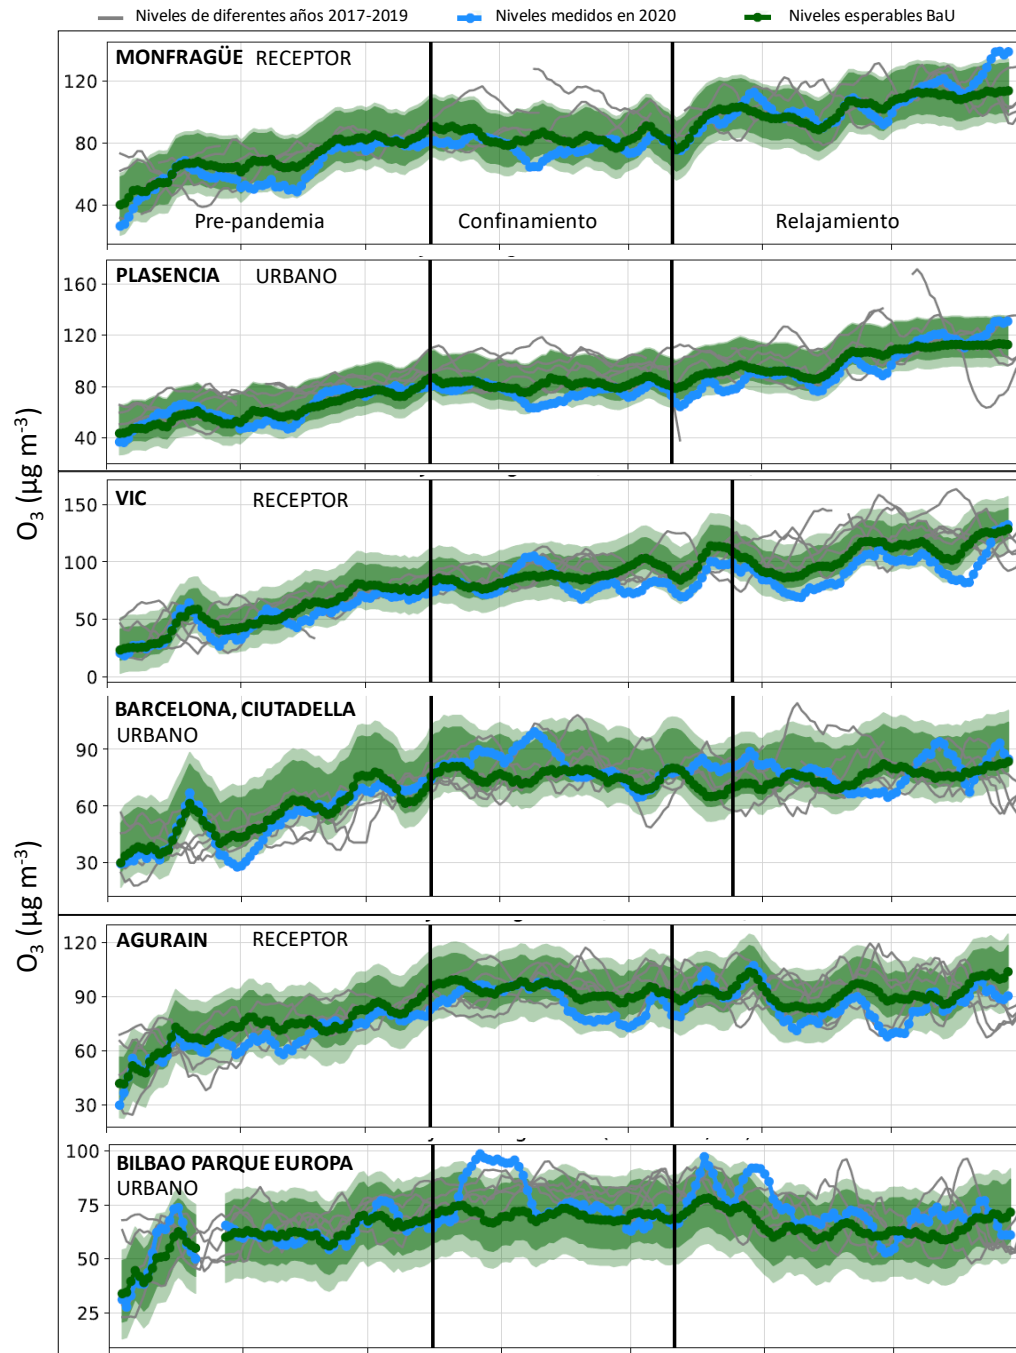 Niveles de diferentes años 2017-2019 Niveles medidos en 2020 Niveles esperables BaU
MONFRAGÜE RECEPTOR
120
80
40
Pre-pandemia Confinamiento Relajamiento
PLASENCIA URBANO
160
120
80
40
O₃ (µg m⁻³)
VIC RECEPTOR
150
100
50
0
BARCELONA, CIUTADELLA
URBANO
90
60
30
O₃ (µg m⁻³)
AGURAIN RECEPTOR
120
90
60
30
BILBAO PARQUE EUROPA
URBANO
100
75
50
25